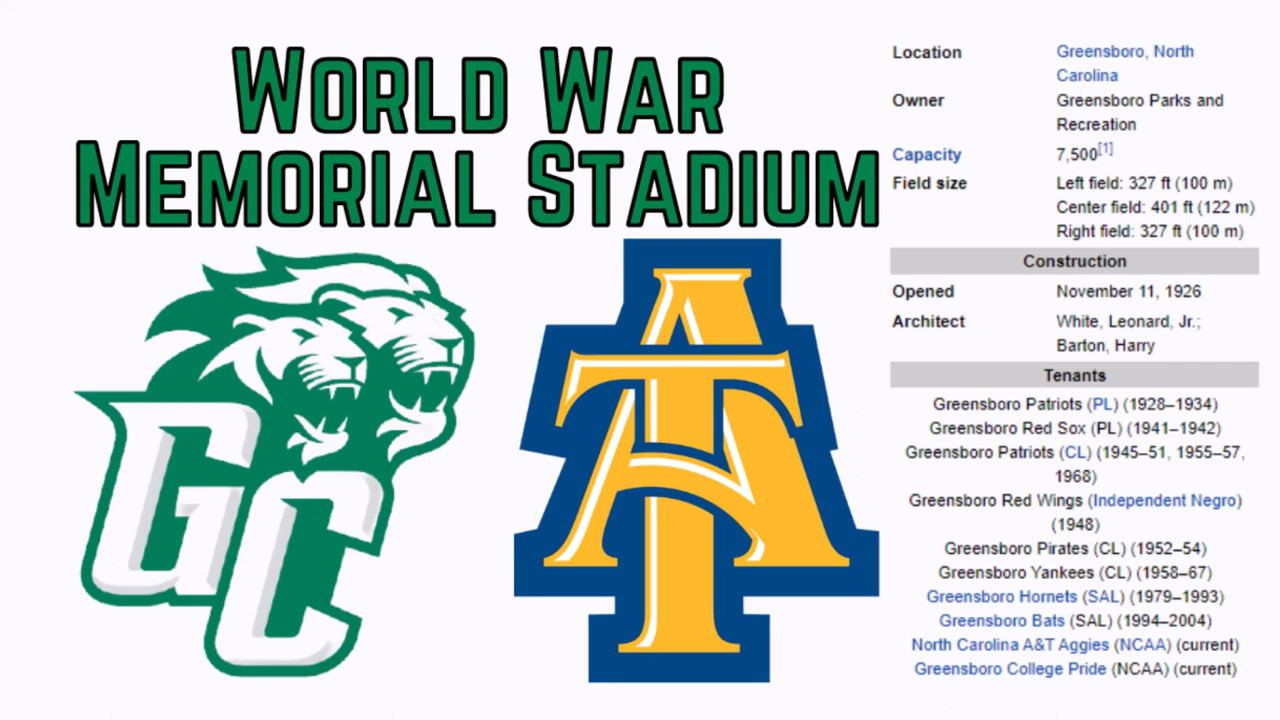 World War
Memorial Stadium
GC
AT
Location Greensboro, North
Carolina
Owner Greensboro Parks and
Recreation
Capacity 7,500[1]
Field size Left field: 327 ft (100 m)
Center field: 401 ft (122 m)
Right field: 327 ft (100 m)
Construction
Opened November 11, 1926
Architect White, Leonard, Jr.;
Barton, Harry
Tenants
Greensboro Patriots (PL) (1928–1934)
Greensboro Red Sox (PL) (1941–1942)
Greensboro Patriots (CL) (1945–51, 1955–57,
1968)
Greensboro Red Wings (Independent Negro)
(1948)
Greensboro Pirates (CL) (1952–54)
Greensboro Yankees (CL) (1958–67)
Greensboro Hornets (SAL) (1979–1993)
Greensboro Bats (SAL) (1994–2004)
North Carolina A&T Aggies (NCAA) (current)
Greensboro College Pride (NCAA) (current)